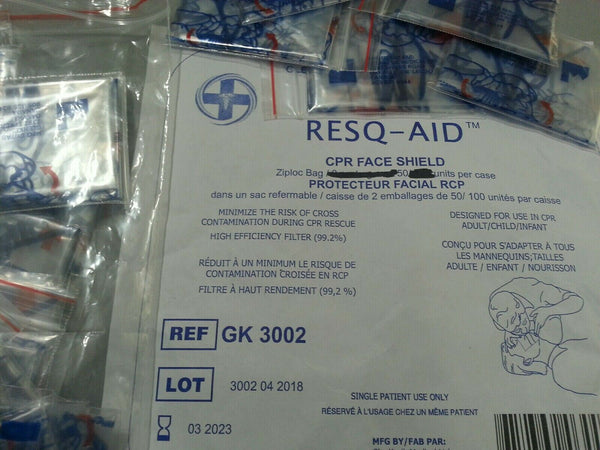 RESQ-AID™
CPR FACE SHIELD
Ziploc Bag / 50 units per case
PROTECTEUR FACIAL RCP
dans un sac refermable / caisse de 2 emballages de 50/ 100 unités par caisse
MINIMIZE THE RISK OF CROSS
CONTAMINATION DURING CPR RESCUE
HIGH EFFICIENCY FILTER (99.2%)
RÉDUIT À UN MINIMUM LE RISQUE DE
CONTAMINATION CROISÉE EN RCP
FILTRE À HAUT RENDEMENT (99,2 %)
DESIGNED FOR USE IN CPR
ADULT/CHILD/INFANT
CONÇU POUR S'ADAPTER À TOUS
LES MANNEQUINS;TAILLES
ADULTE / ENFANT / NOURISSON
REF GK 3002
LOT 3002 04 2018
03 2023
SINGLE PATIENT USE ONLY
RÉSERVÉ À L'USAGE CHEZ UN MÊME PATIENT
MFG BY/FAB PAR: